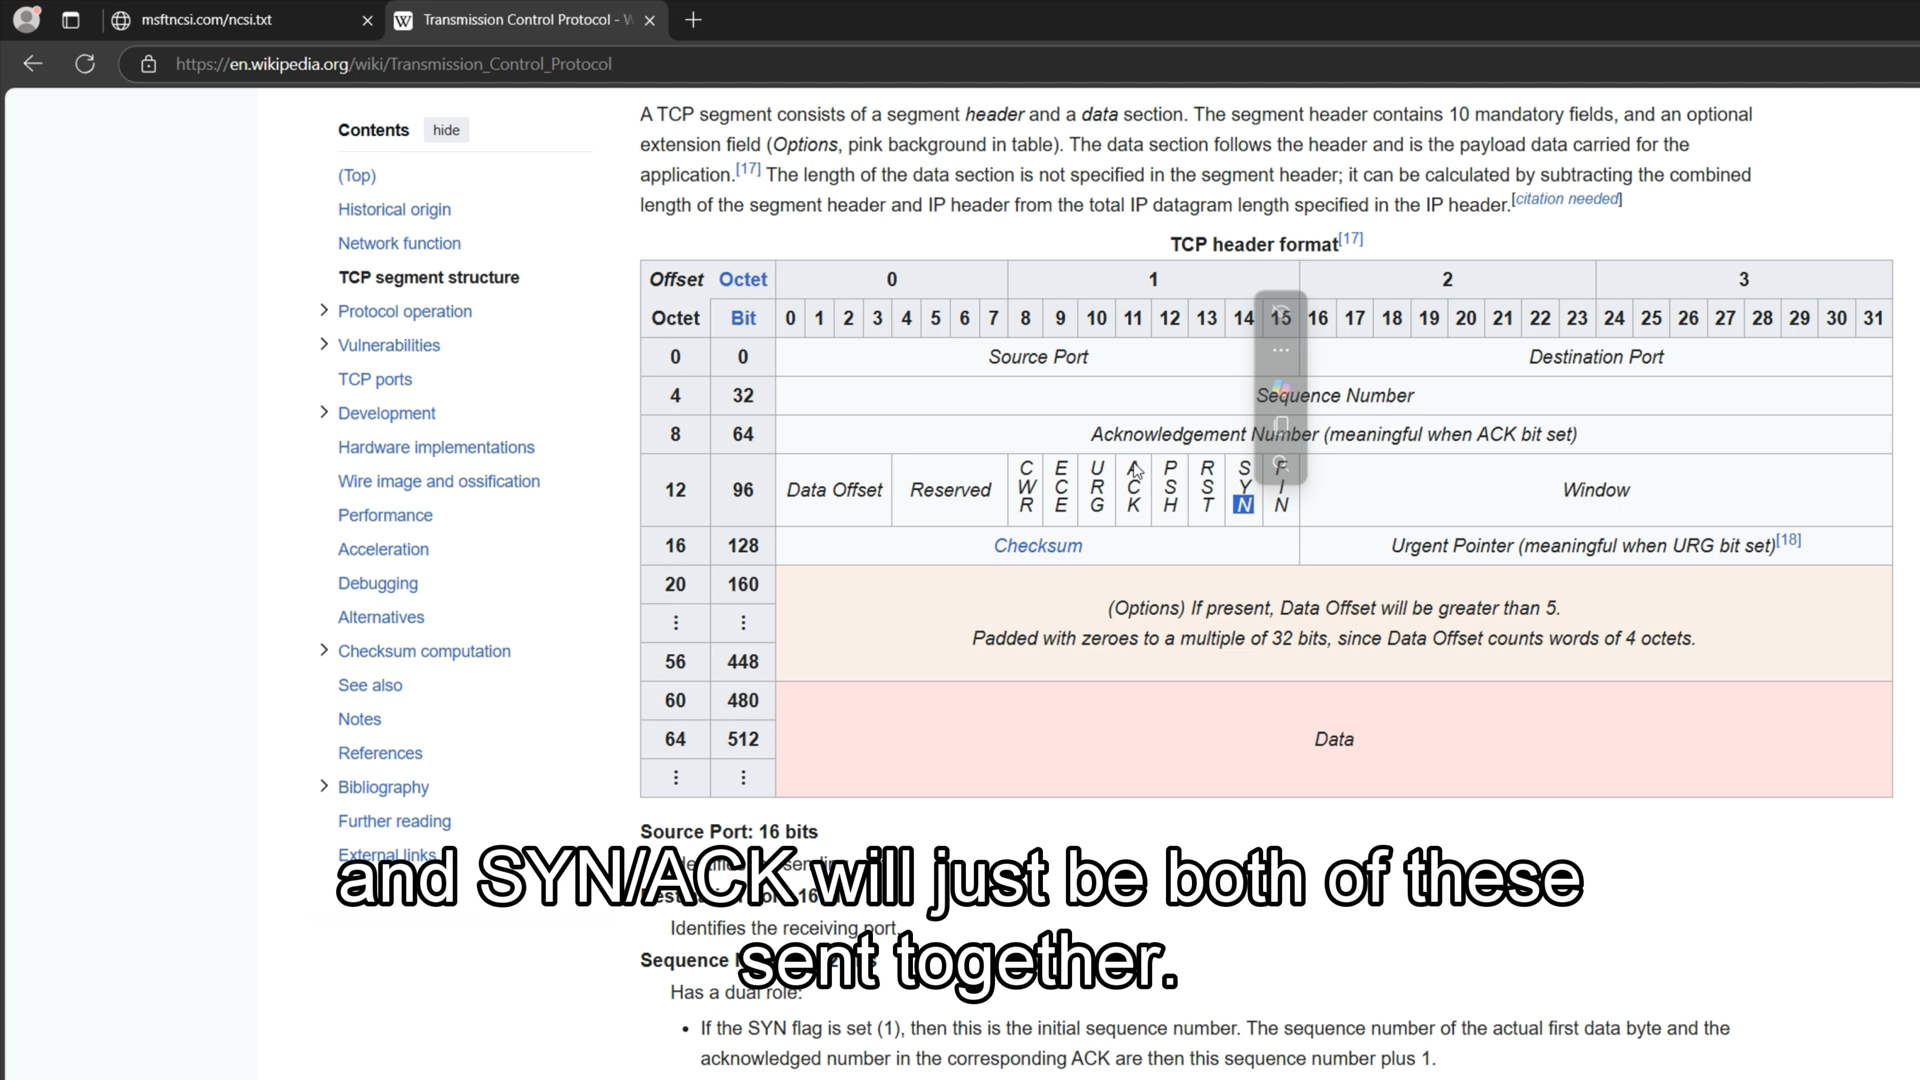 msftncsi.com/ncsi.txt
Transmission Control Protocol - W
https://en.wikipedia.org/wiki/Transmission_Control_Protocol
Contents hide
(Top)
Historical origin
Network function
TCP segment structure
Protocol operation
Vulnerabilities
TCP ports
Development
Hardware implementations
Wire image and ossification
Performance
Acceleration
Debugging
Alternatives
Checksum computation
See also
Notes
References
Bibliography
Further reading
External links
A TCP segment consists of a segment header and a data section. The segment header contains 10 mandatory fields, and an optional
extension field (Options, pink background in table). The data section follows the header and is the payload data carried for the
application.[17] The length of the data section is not specified in the segment header; it can be calculated by subtracting the combined
length of the segment header and IP header from the total IP datagram length specified in the IP header.[citation needed]
TCP header format[17]
Offset Octet 0 1 2 3
Octet Bit 0 1 2 3 4 5 6 7 8 9 10 11 12 13 14 15 16 17 18 19 20 21 22 23 24 25 26 27 28 29 30 31
0 0 Source Port Destination Port
4 32 Sequence Number
8 64 Acknowledgement Number (meaningful when ACK bit set)
12 96 Data Offset Reserved CWR ECE URG ACK PSH RST SYN FIN Window
16 128 Checksum Urgent Pointer (meaningful when URG bit set)[18]
20 160
⋮ ⋮
56 448
(Options) If present, Data Offset will be greater than 5.
Padded with zeroes to a multiple of 32 bits, since Data Offset counts words of 4 octets.
60 480
64 512 Data
⋮ ⋮
Source Port: 16 bits
Identifies the receiving port.
Sequence
Has a dual role:
• If the SYN flag is set (1), then this is the initial sequence number. The sequence number of the actual first data byte and the
acknowledged number in the corresponding ACK are then this sequence number plus 1.
and SYN/ACK will just be both of these
sent together.